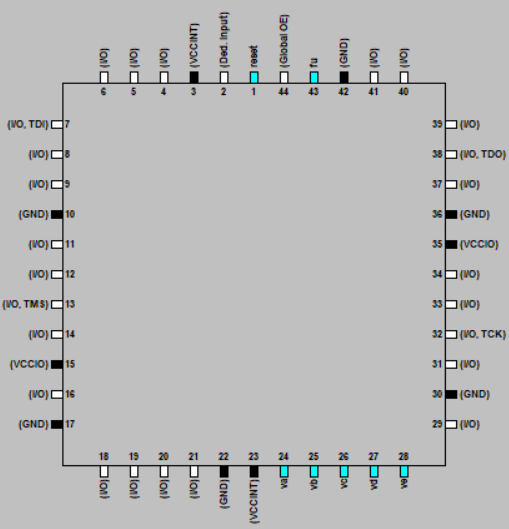 (I/O) (I/O) (I/O) (VCCINT) (Ded. Input) reset (Global OE) fu (GND) (I/O) (I/O)
6 5 4 3 2 1 44 43 42 41 40
(I/O, TDI) 7 39 (I/O)
(I/O) 8 38 (I/O, TDO)
(I/O) 9 37 (I/O)
(GND) 10 36 (GND)
(I/O) 11 35 (VCCIO)
(I/O) 12 34 (I/O)
(I/O, TMS) 13 33 (I/O)
(I/O) 14 32 (I/O, TCK)
(VCCIO) 15 31 (I/O)
(I/O) 16 30 (GND)
(GND) 17 29 (I/O)
18 19 20 21 22 23 24 25 26 27 28
(I/O) (I/O) (I/O) (I/O) (GND) (VCCINT) va vb vc vd ve